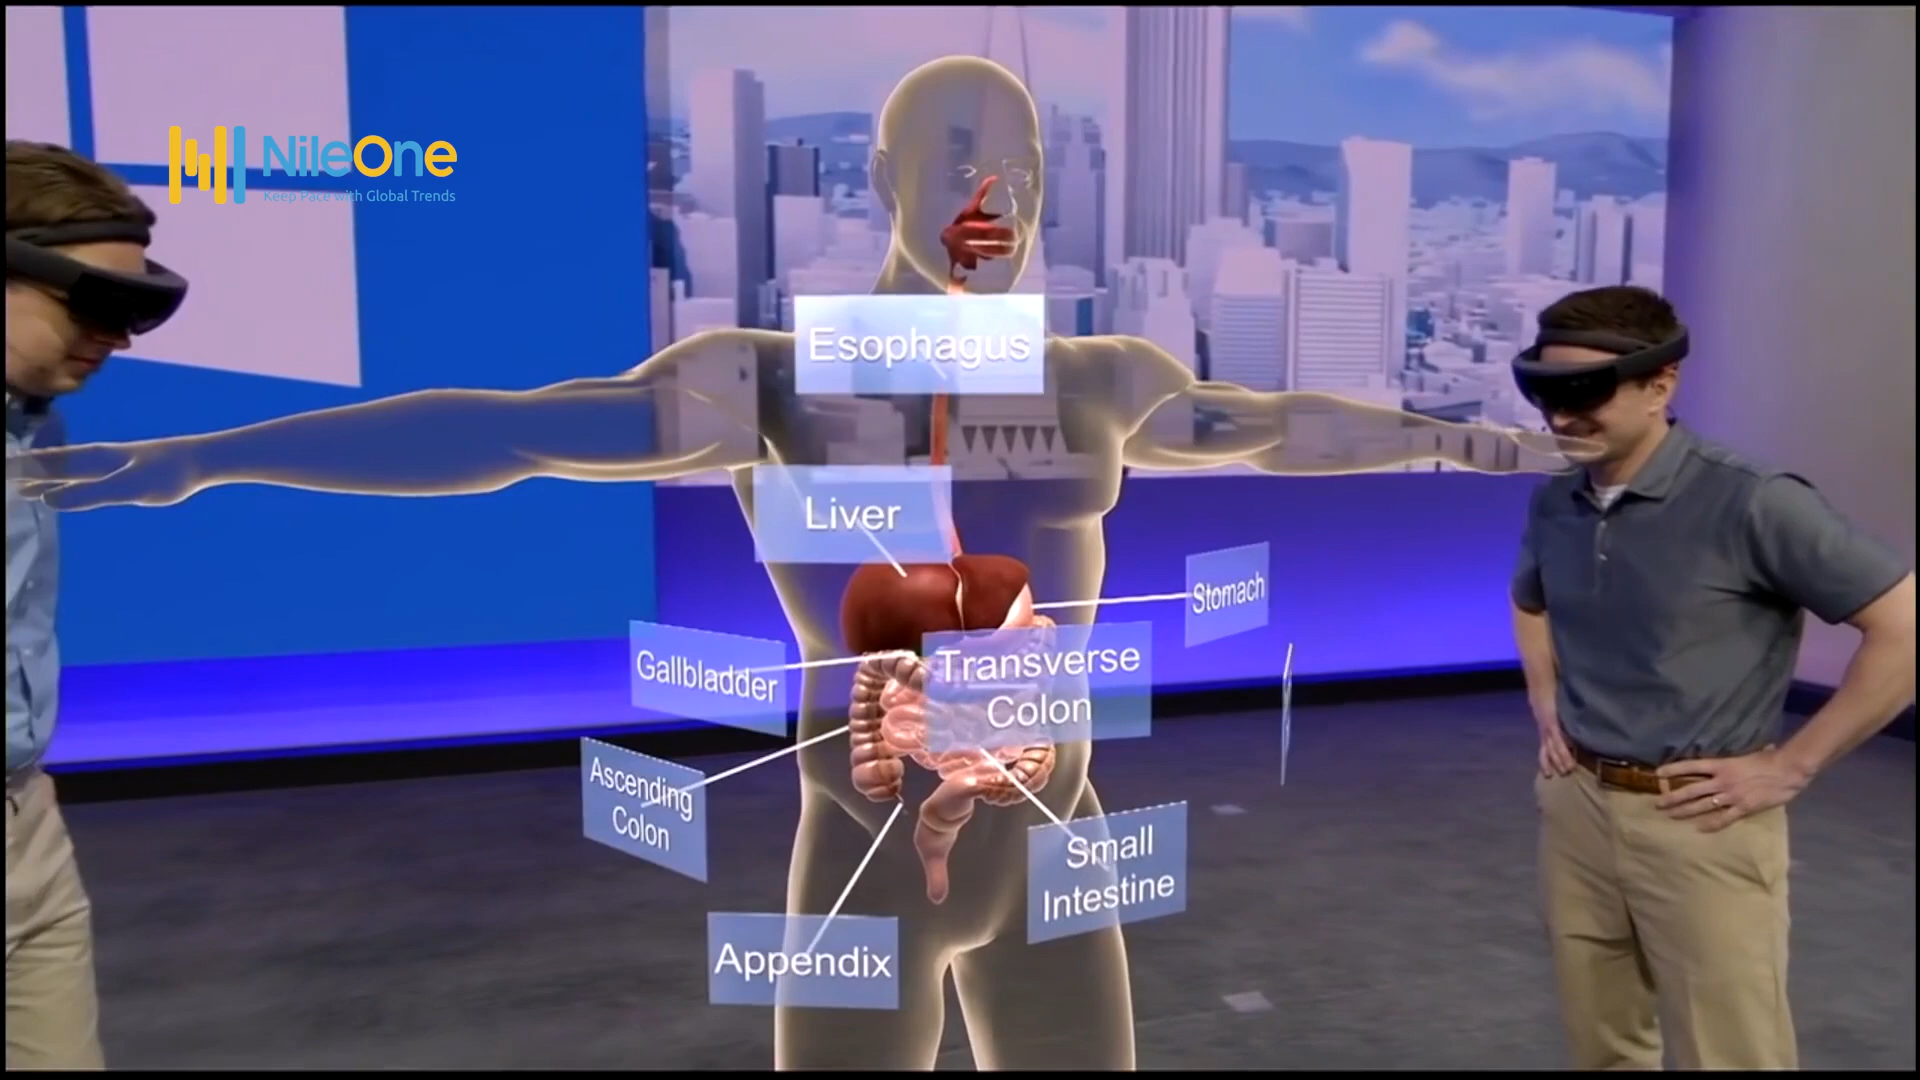 NileOne
Keep Pace with Global Trends
Esophagus
Liver
Stomach
Gallbladder
Transverse
Colon
Ascending
Colon
Small
Intestine
Appendix